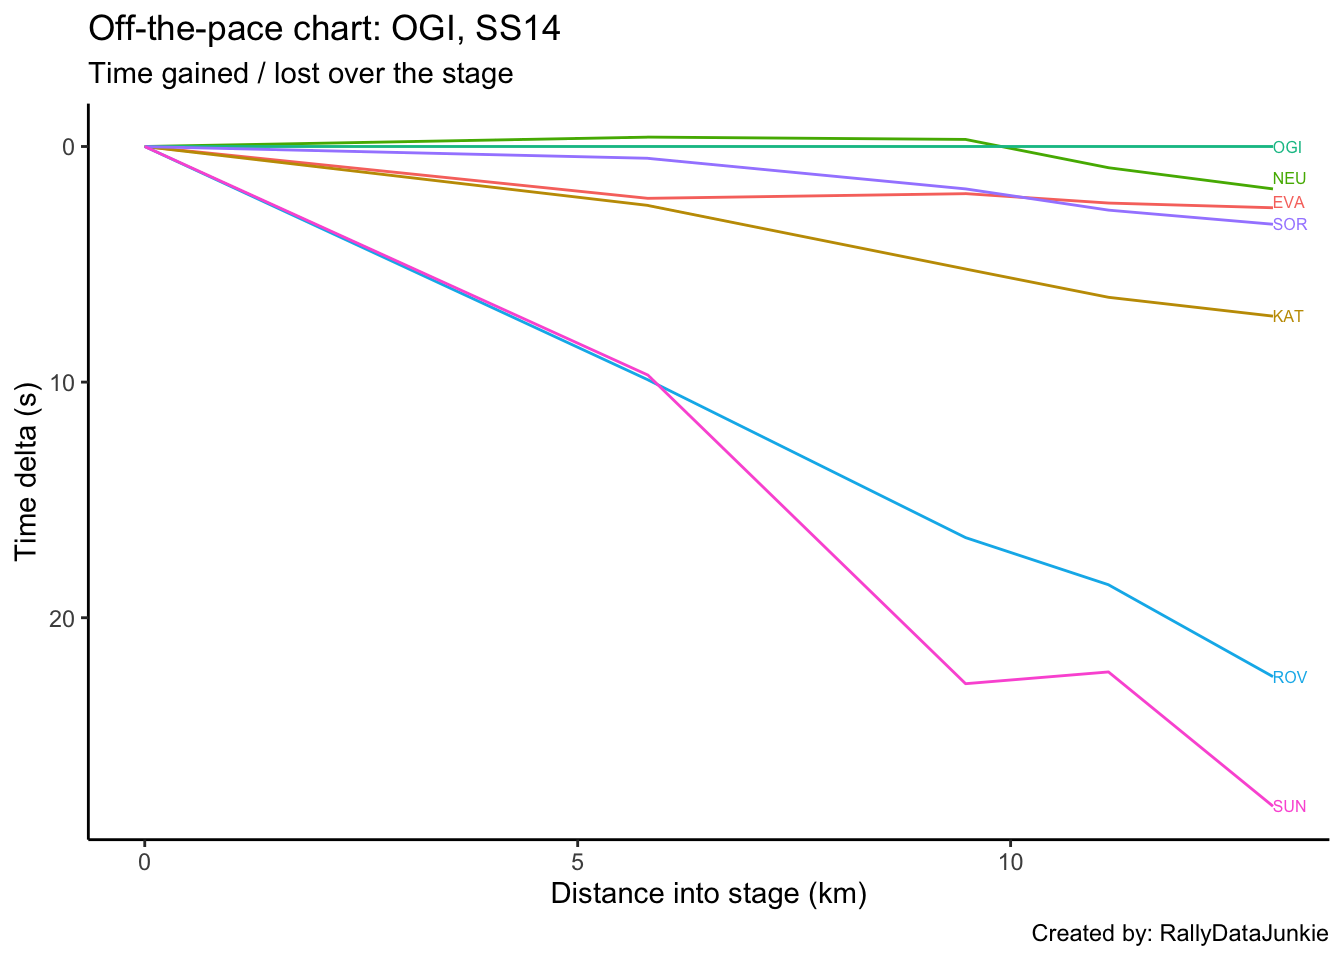 Off-the-pace chart: OGI, SS14
Time gained / lost over the stage
0
10
20
Time delta (s)
OGI
NEU
EVA
SOR
KAT
ROV
SUN
0 5 10
Distance into stage (km)
Created by: RallyDataJunkie